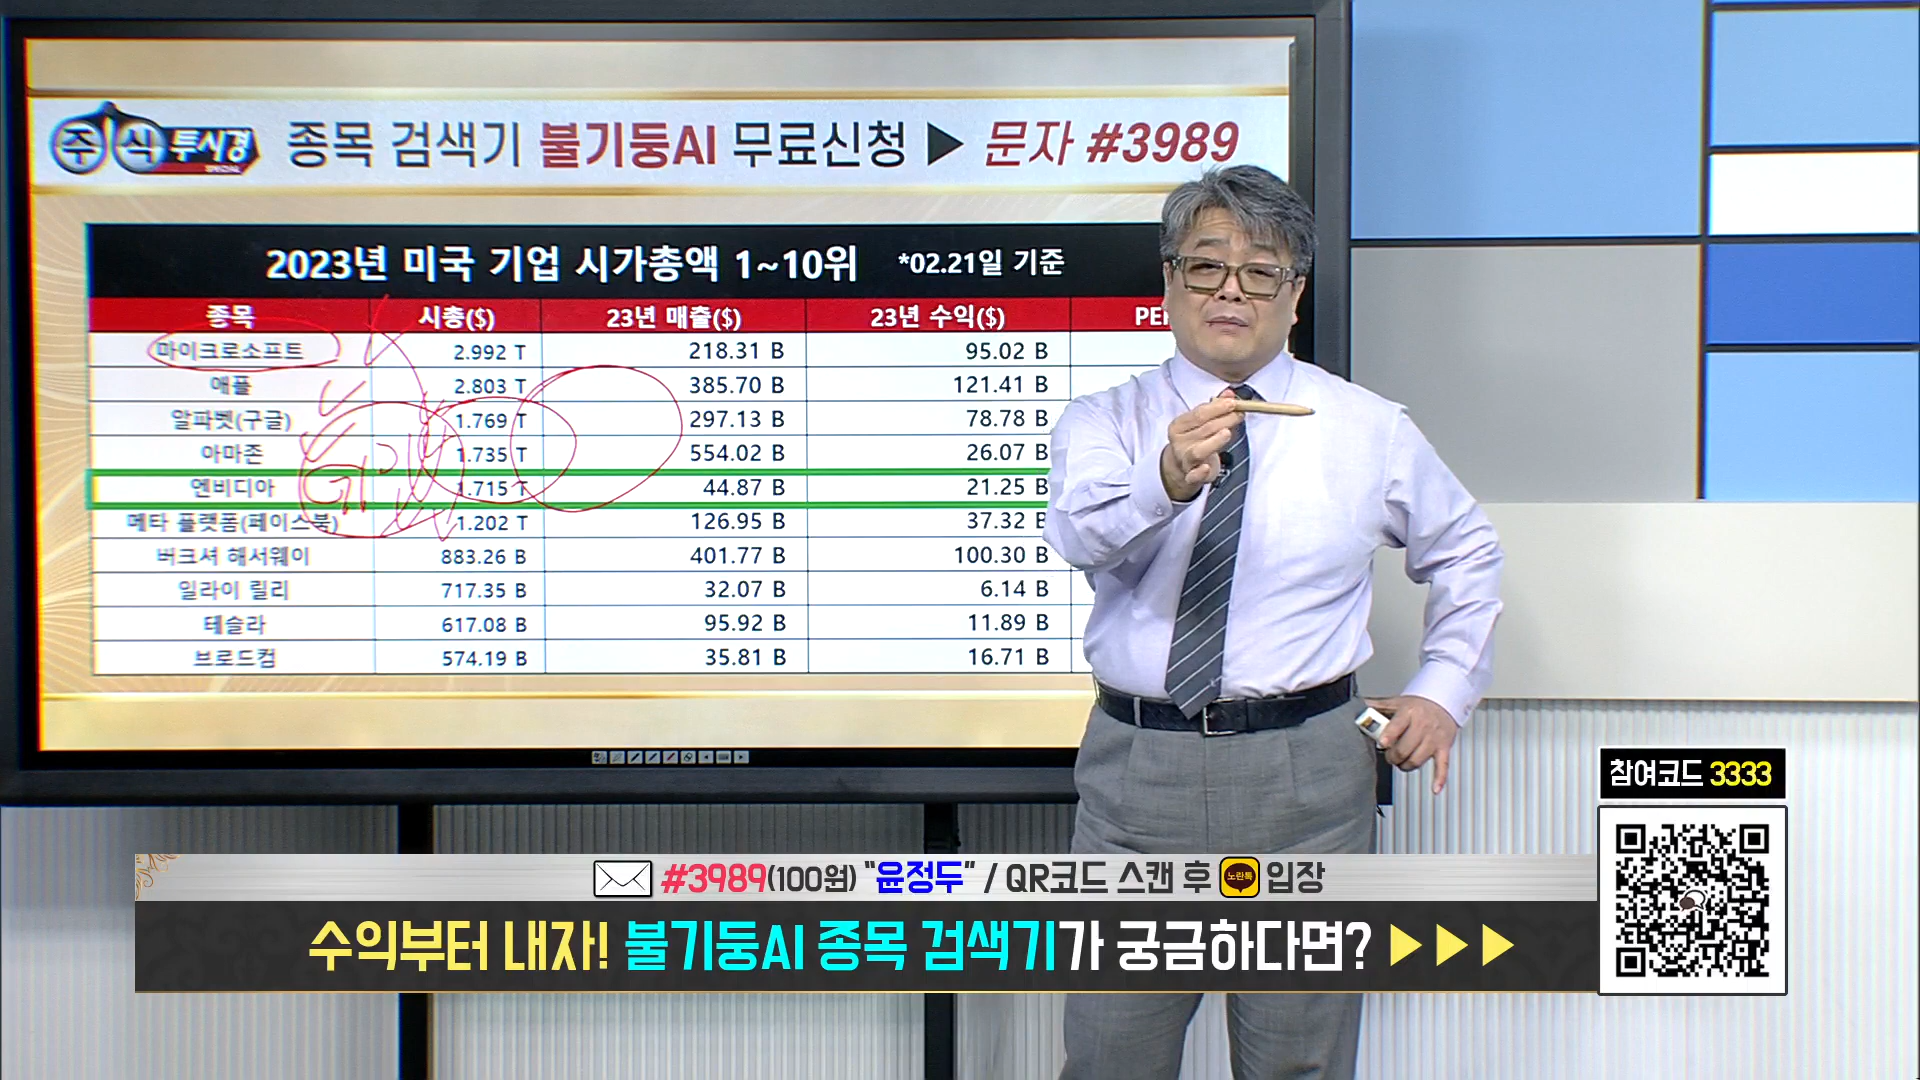 주식투시경
SPECIAL
종목 검색기 불기둥AI 무료신청 ▶ 문자 #3989
2023년 미국 기업 시가총액 1~10위 *02.21일 기준
종목 시총($) 23년 매출($) 23년 수익($)
마이크로소프트 2.992 T 218.31 B 95.02 B
애플 2.803 T 385.70 B 121.41 B
알파벳(구글) 1.769 T 297.13 B 78.78 B
아마존 1.735 T 554.02 B 26.07 B
엔비디아 1.715 T 44.87 B 21.25 B
메타 플랫폼(페이스북) 1.202 T 126.95 B 37.32 B
버크셔 해서웨이 883.26 B 401.77 B 100.30 B
일라이 릴리 717.35 B 32.07 B 6.14 B
테슬라 617.08 B 95.92 B 11.89 B
브로드컴 574.19 B 35.81 B 16.71 B
참여코드 3333
#3989(100원) "윤정두" / QR코드 스캔 후 노란톡 입장
수익부터 내자! 불기둥AI 종목 검색기가 궁금하다면? ▶▶▶